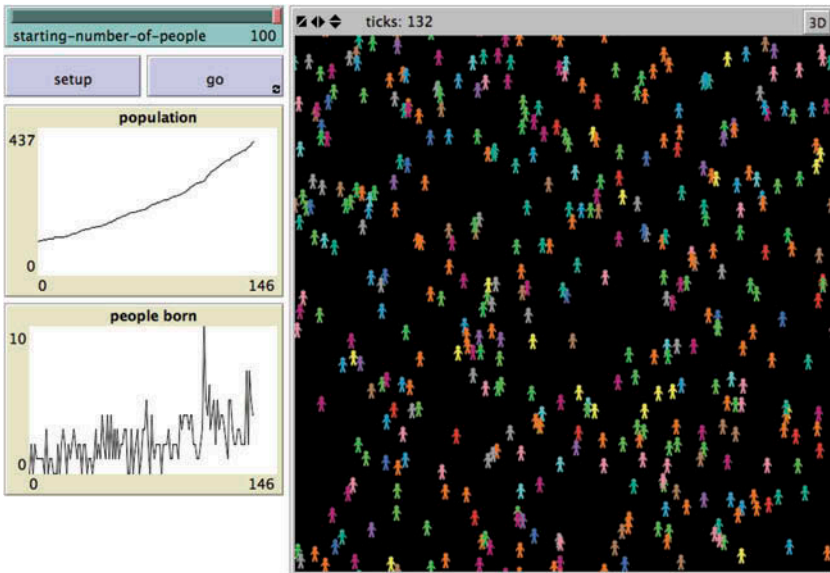 starting-number-of-people 100
setup
go
population
437
0
0 146
people born
10
0
0 146
ticks: 132
3D